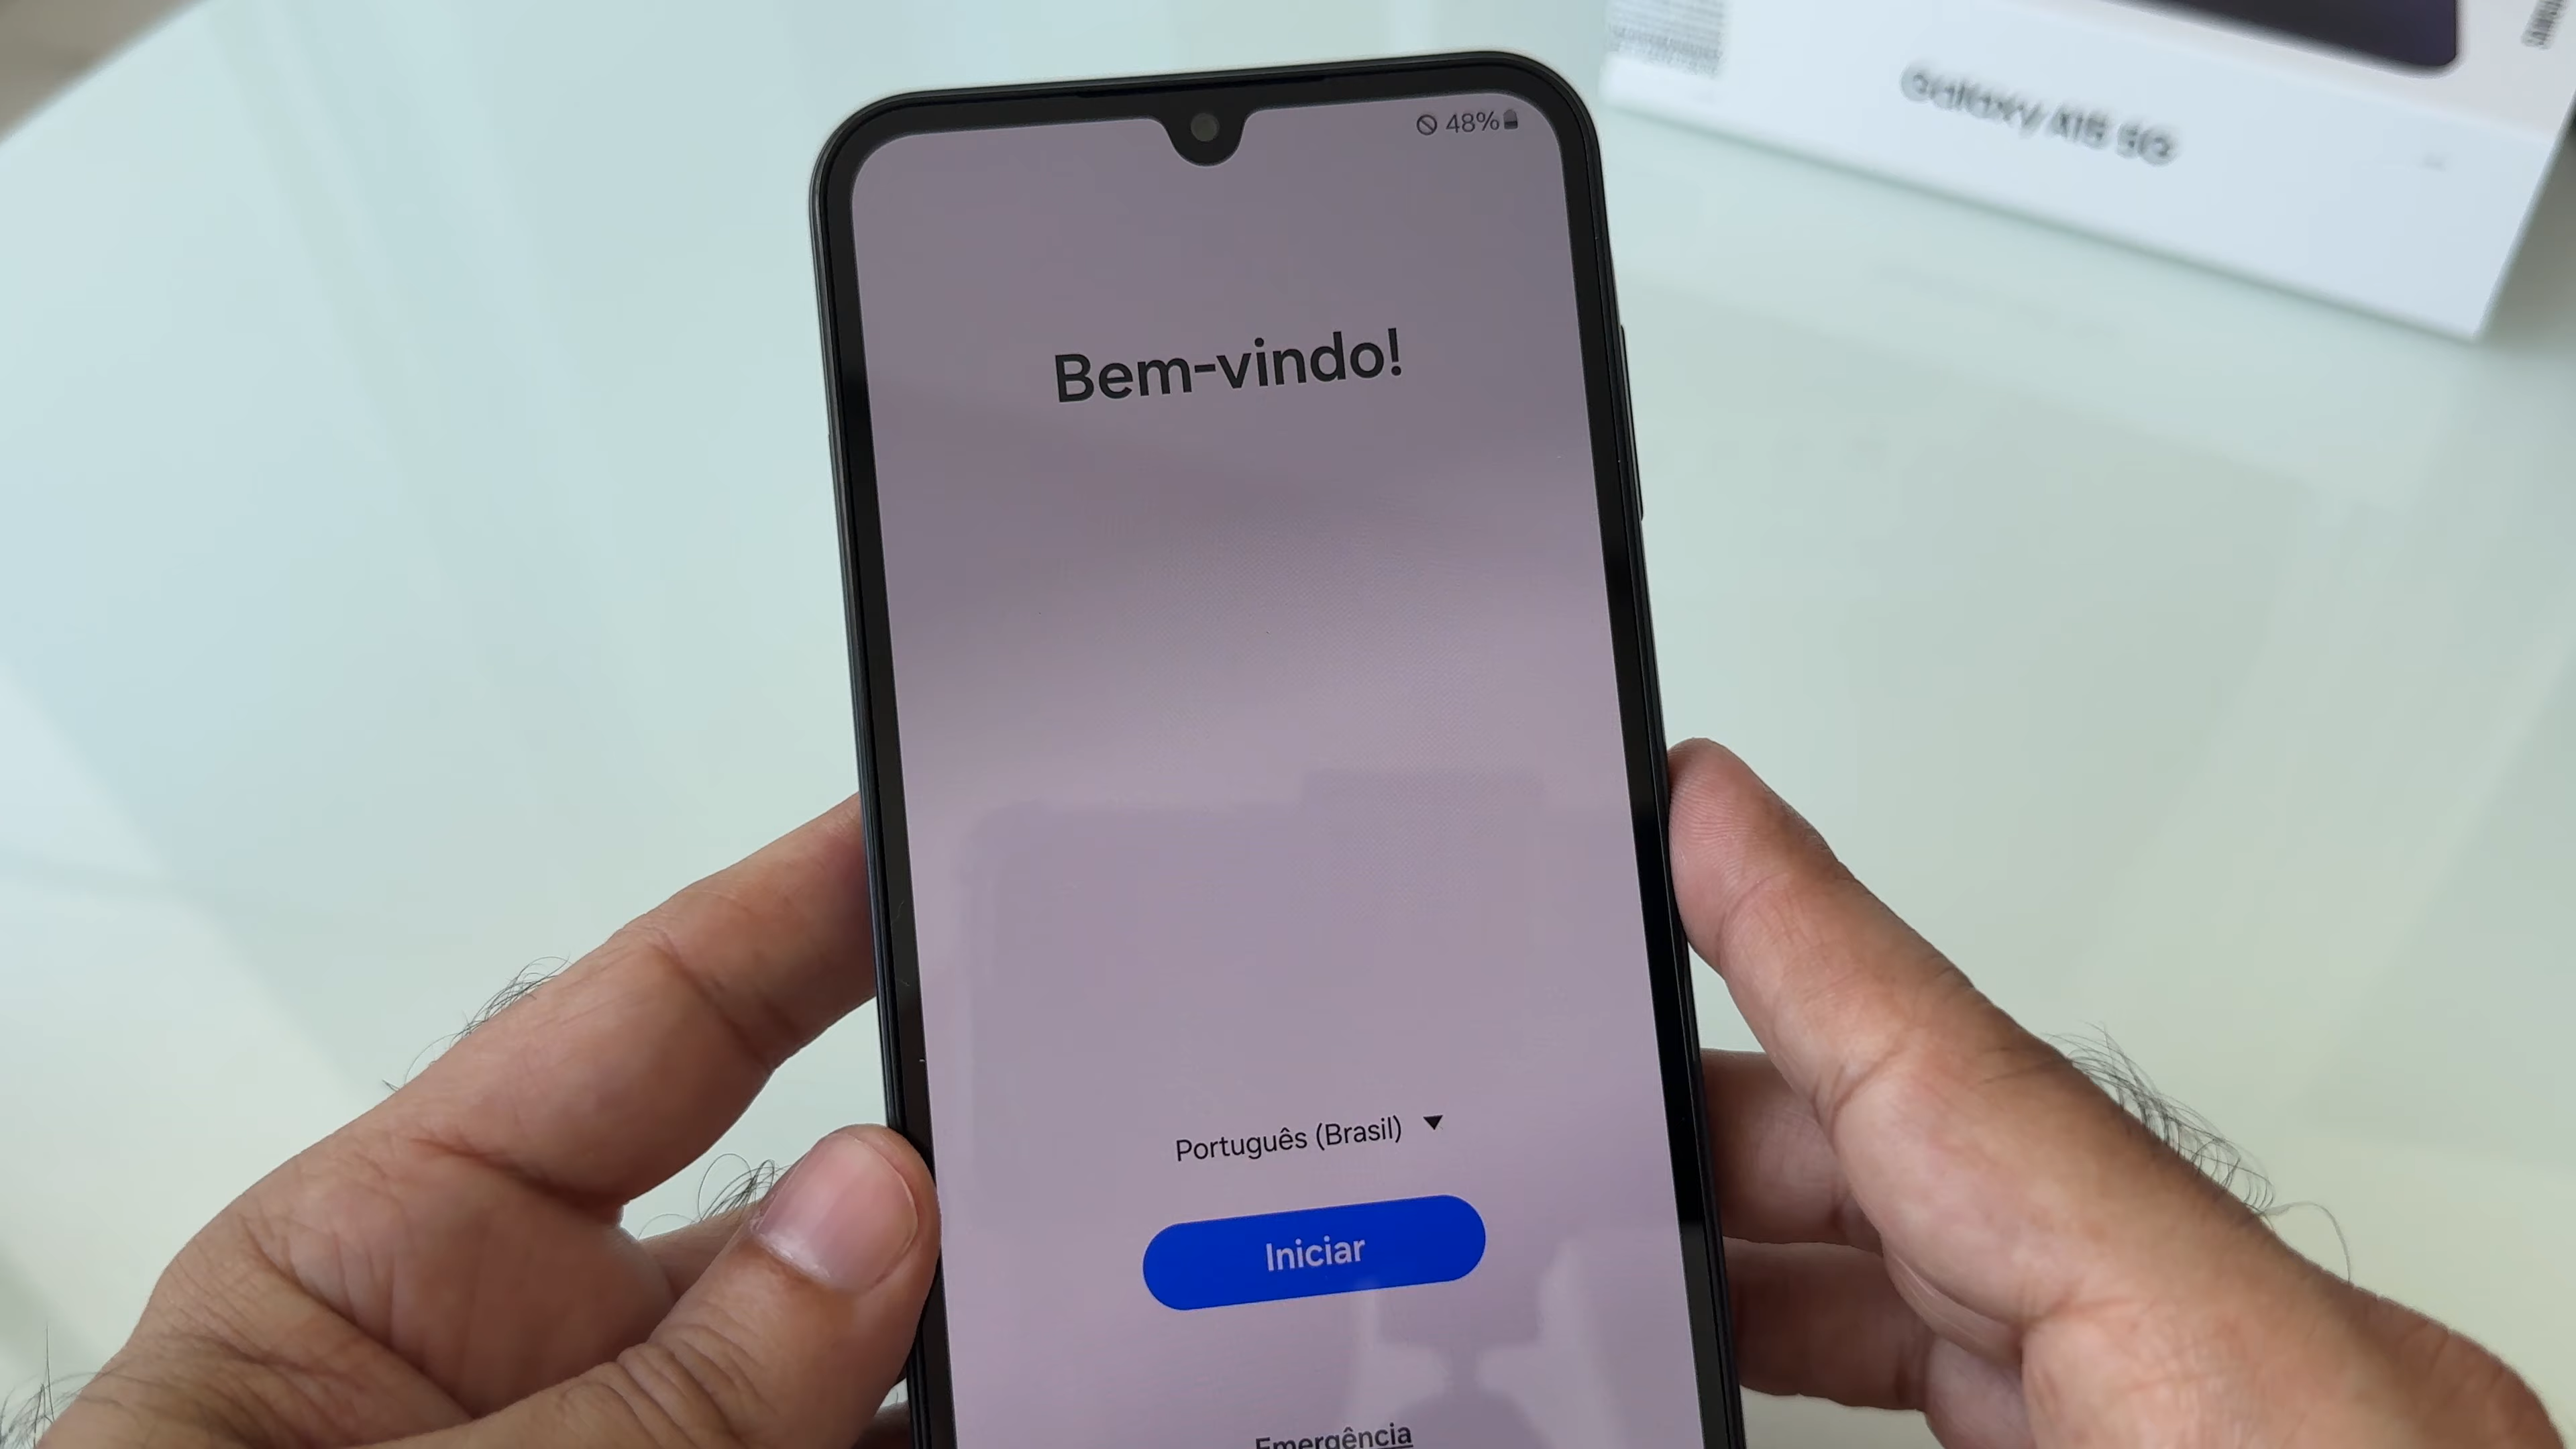 Galaxy A15 5G
48%
Bem-vindo!
Português (Brasil)
Iniciar
Emergência